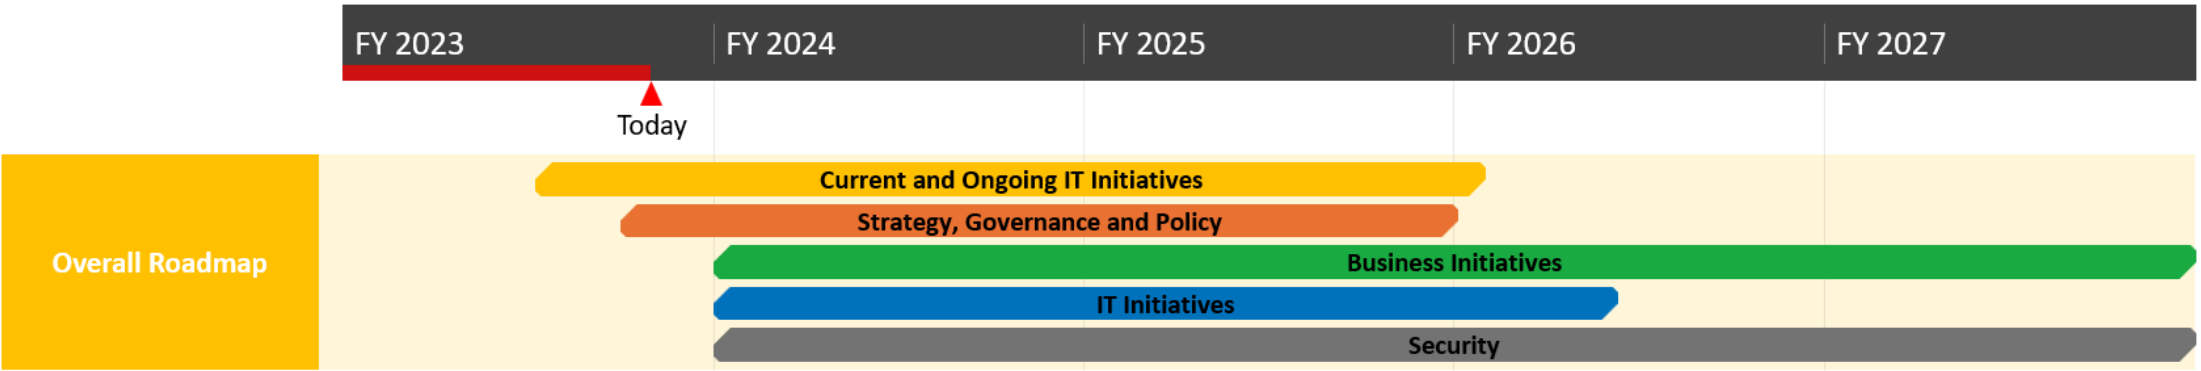 FY 2023
FY 2024
FY 2025
FY 2026
FY 2027
Today
Overall Roadmap
Current and Ongoing IT Initiatives
Strategy, Governance and Policy
Business Initiatives
IT Initiatives
Security